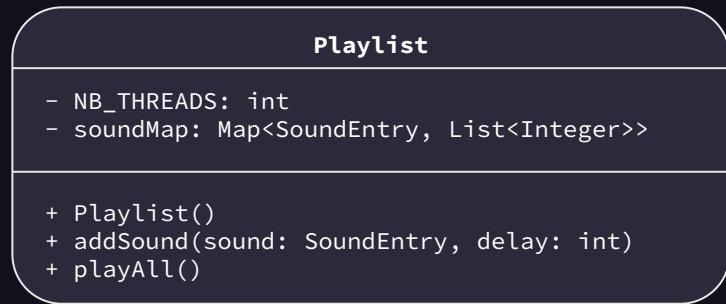 Playlist
- NB_THREADS: int
- soundMap: Map<SoundEntry, List<Integer>>
+ Playlist()
+ addSound(sound: SoundEntry, delay: int)
+ playAll()